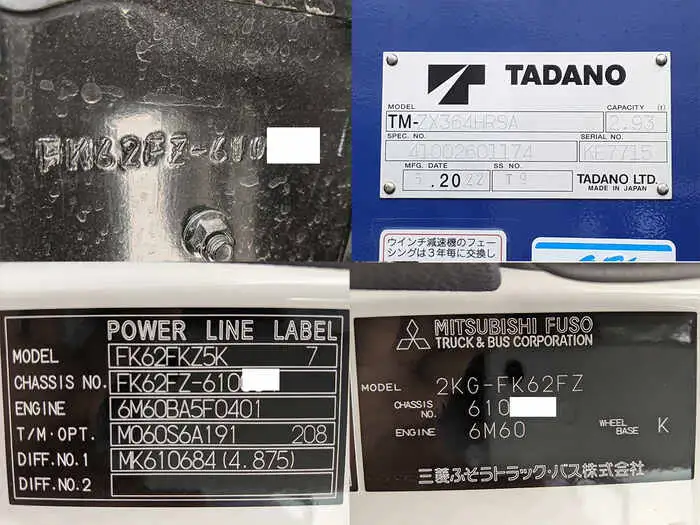 FK62FZ-610
TADANO
MODEL CAPACITY (t)
TM-ZX364HRSA 2.93
SPEC. NO. SERIAL NO.
41002601174 KE7715
MFG. DATE SS NO.
5.2022 T9 TADANO LTD.
MADE IN JAPAN
ウインチ減速機のフェー
シングは3年毎に交換し
POWER LINE LABEL
MODEL FK62FKZ5K 7
CHASSIS NO. FK62FZ-610
ENGINE 6M60BA5F0401
T/M・OPT. M060S6A191 208
DIFF.NO.1 MK610684(4.875)
DIFF.NO.2
MITSUBISHI FUSO
TRUCK & BUS CORPORATION
MODEL 2KG-FK62FZ
CHASSIS NO. 610
ENGINE 6M60 WHEEL BASE K
三菱ふそうトラック・バス株式会社